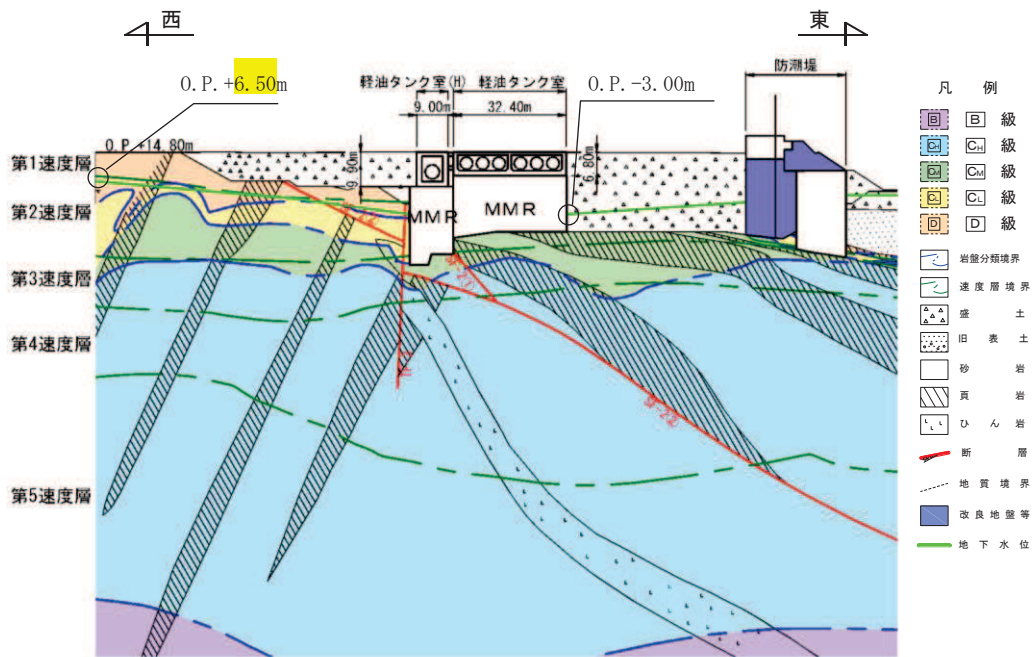 西
東
O.P.+6.50m
軽油タンク室(H) 軽油タンク室
O.P.-3.00m
防潮堤
9.00m
32.40m
O.P.+14.80m
9.90m
6.80m
第1速度層
第2速度層
第3速度層
第4速度層
第5速度層
MMR
MMR
凡 例
B B 級
CH CH 級
CM CM 級
CL CL 級
D D 級
岩盤分類境界
速度層境界
盛 土
旧 表 土
砂 岩
頁 岩
ひ ん 岩
断 層
地 質 境 界
改 良 地 盤 等
地 下 水 位